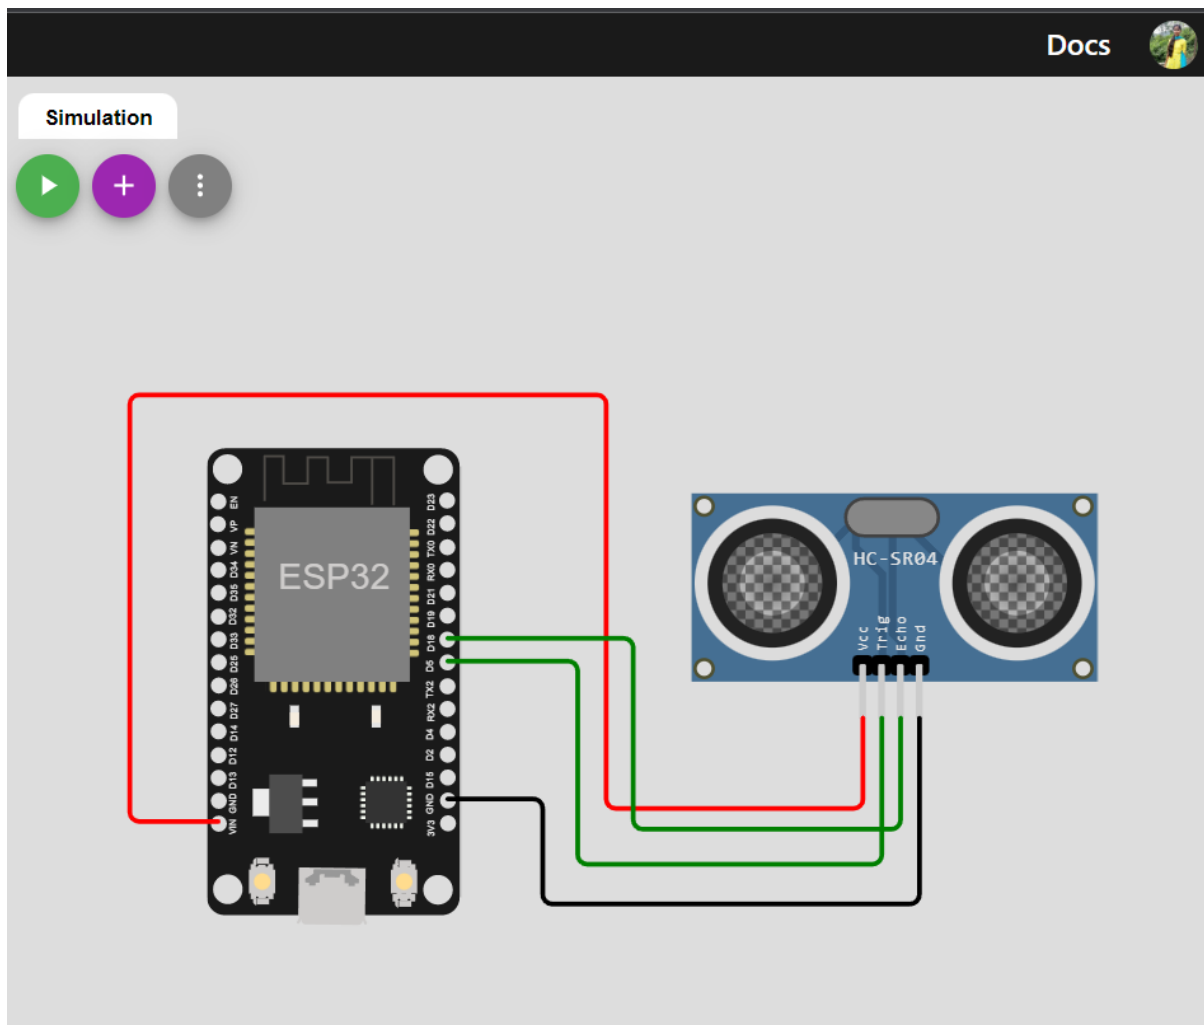 Docs
Simulation
ESP32
EN
VP
VN
D34
D35
D32
D33
D25
D26
D27
D14
D12
D13
GND
VIN
D23
D22
TX0
RX0
D21
D19
D18
D5
TX2
RX2
D4
D2
D15
GND
3V3
HC-SR04
Vcc
Trig
Echo
Gnd